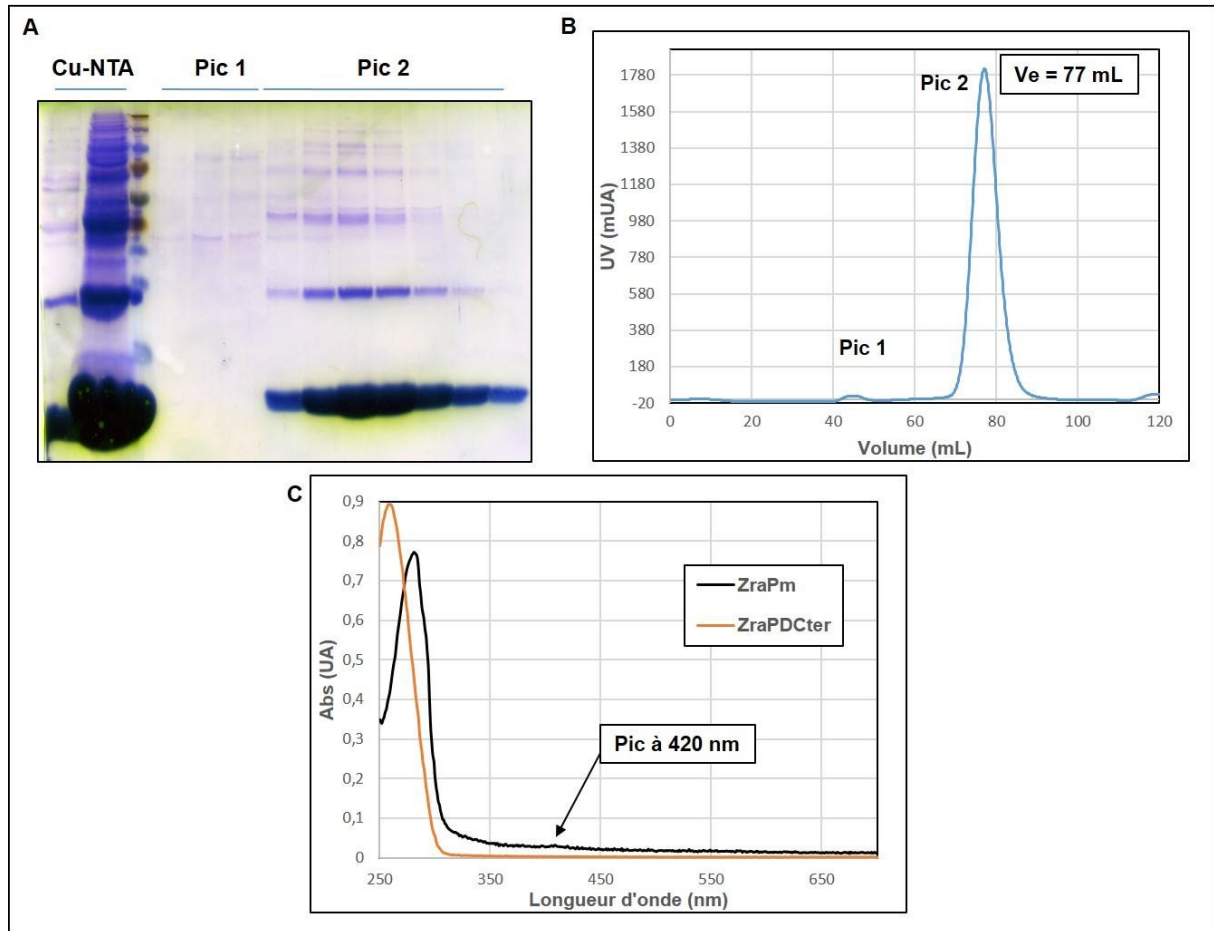 A
Cu-NTA
Pic 1
Pic 2
B
1780
1580
1380
1180
980
780
580
380
180
-20
UV (mUA)
Pic 2
Ve = 77 mL
Pic 1
0
20
40
60
80
100
120
Volume (mL)
C
0,9
0,8
0,7
0,6
0,5
0,4
0,3
0,2
0,1
0
Abs (UA)
ZraPm
ZraPDCter
Pic à 420 nm
250
350
450
550
650
Longueur d'onde (nm)